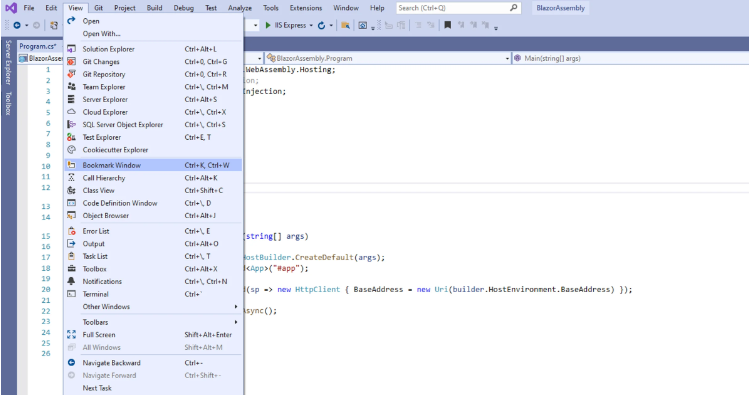 File Edit View Git Project Build Debug Test Analyze Tools Extensions Window Help Search (Ctrl+Q) BlazorAssembly
Open
IIS Express
Open With...
Program.cs*
Solution Explorer Ctrl+Alt+L
BlazorAsse BlazorAssembly.Program Main(string[] args)
Git Changes Ctrl+0, Ctrl+G
1 .WebAssembly.Hosting;
Git Repository Ctrl+0, Ctrl+R
2 ion;
Team Explorer Ctrl+\, Ctrl+M
3 Injection;
Server Explorer Ctrl+Alt+S
4
Cloud Explorer Ctrl+\, Ctrl+X
5
SQL Server Object Explorer Ctrl+\, Ctrl+S
6
Test Explorer Ctrl+E, T
7
Cookiecutter Explorer
8
9
Bookmark Window Ctrl+K, Ctrl+W
10
Call Hierarchy Ctrl+Alt+K
11
Class View Ctrl+Shift+C
12
Code Definition Window Ctrl+\, D
13
Object Browser Ctrl+Alt+J
14
Error List Ctrl+\, E
15 (string[] args)
Output Ctrl+Alt+O
16
Task List Ctrl+\, T
17 HostBuilder.CreateDefault(args);
Toolbox Ctrl+Alt+X
18 <App>("#app");
Notifications Ctrl+\, Ctrl+N
19
Terminal Ctrl+`
20 (sp => new HttpClient { BaseAddress = new Uri(builder.HostEnvironment.BaseAddress) });
Other Windows
21
22 Async();
Toolbars
23
Full Screen Shift+Alt+Enter
24
All Windows Shift+Alt+M
25
26
Navigate Backward Ctrl+-
Navigate Forward Ctrl+Shift+-
Next Task
Server Explorer
Toolbox